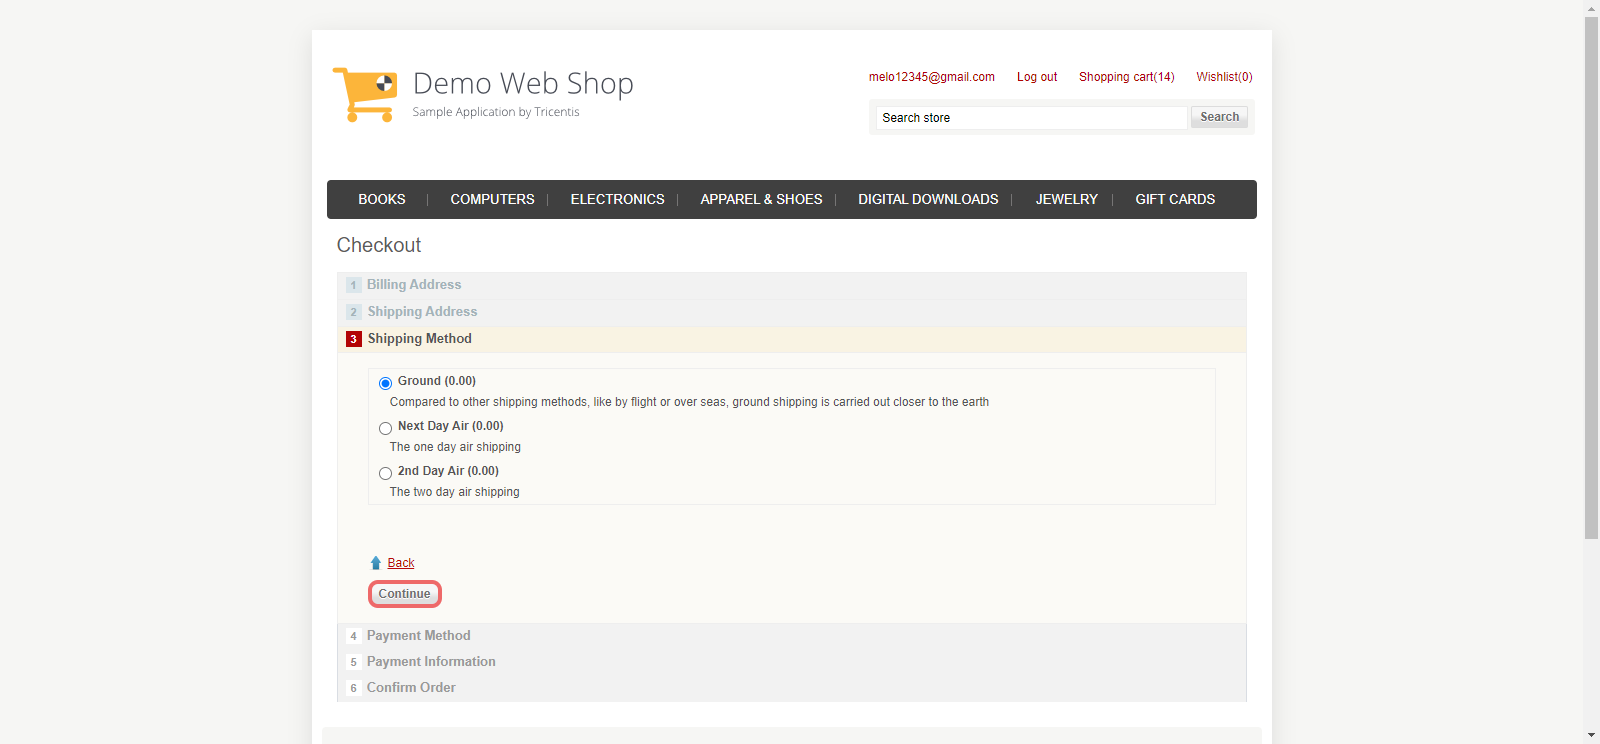 Demo Web Shop
Sample Application by Tricentis
melo12345@gmail.com Log out Shopping cart(14) Wishlist(0)
Search store Search
BOOKS COMPUTERS ELECTRONICS APPAREL & SHOES DIGITAL DOWNLOADS JEWELRY GIFT CARDS
Checkout
1 Billing Address
2 Shipping Address
3 Shipping Method
Ground (0.00)
Compared to other shipping methods, like by flight or over seas, ground shipping is carried out closer to the earth
Next Day Air (0.00)
The one day air shipping
2nd Day Air (0.00)
The two day air shipping
Back
Continue
4 Payment Method
5 Payment Information
6 Confirm Order